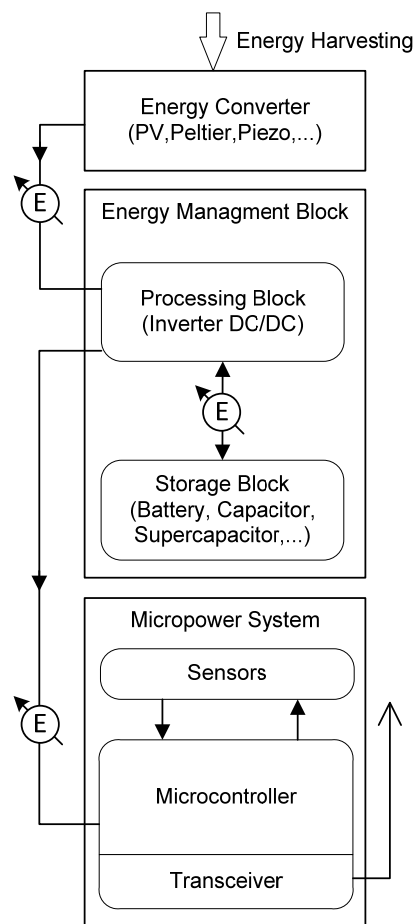 Energy Harvesting
Energy Converter
(PV,Peltier,Piezo,...)
E
Energy Managment Block
Processing Block
(Inverter DC/DC)
E
Storage Block
(Battery, Capacitor,
Supercapacitor,...)
Micropower System
Sensors
E
Microcontroller
Transceiver